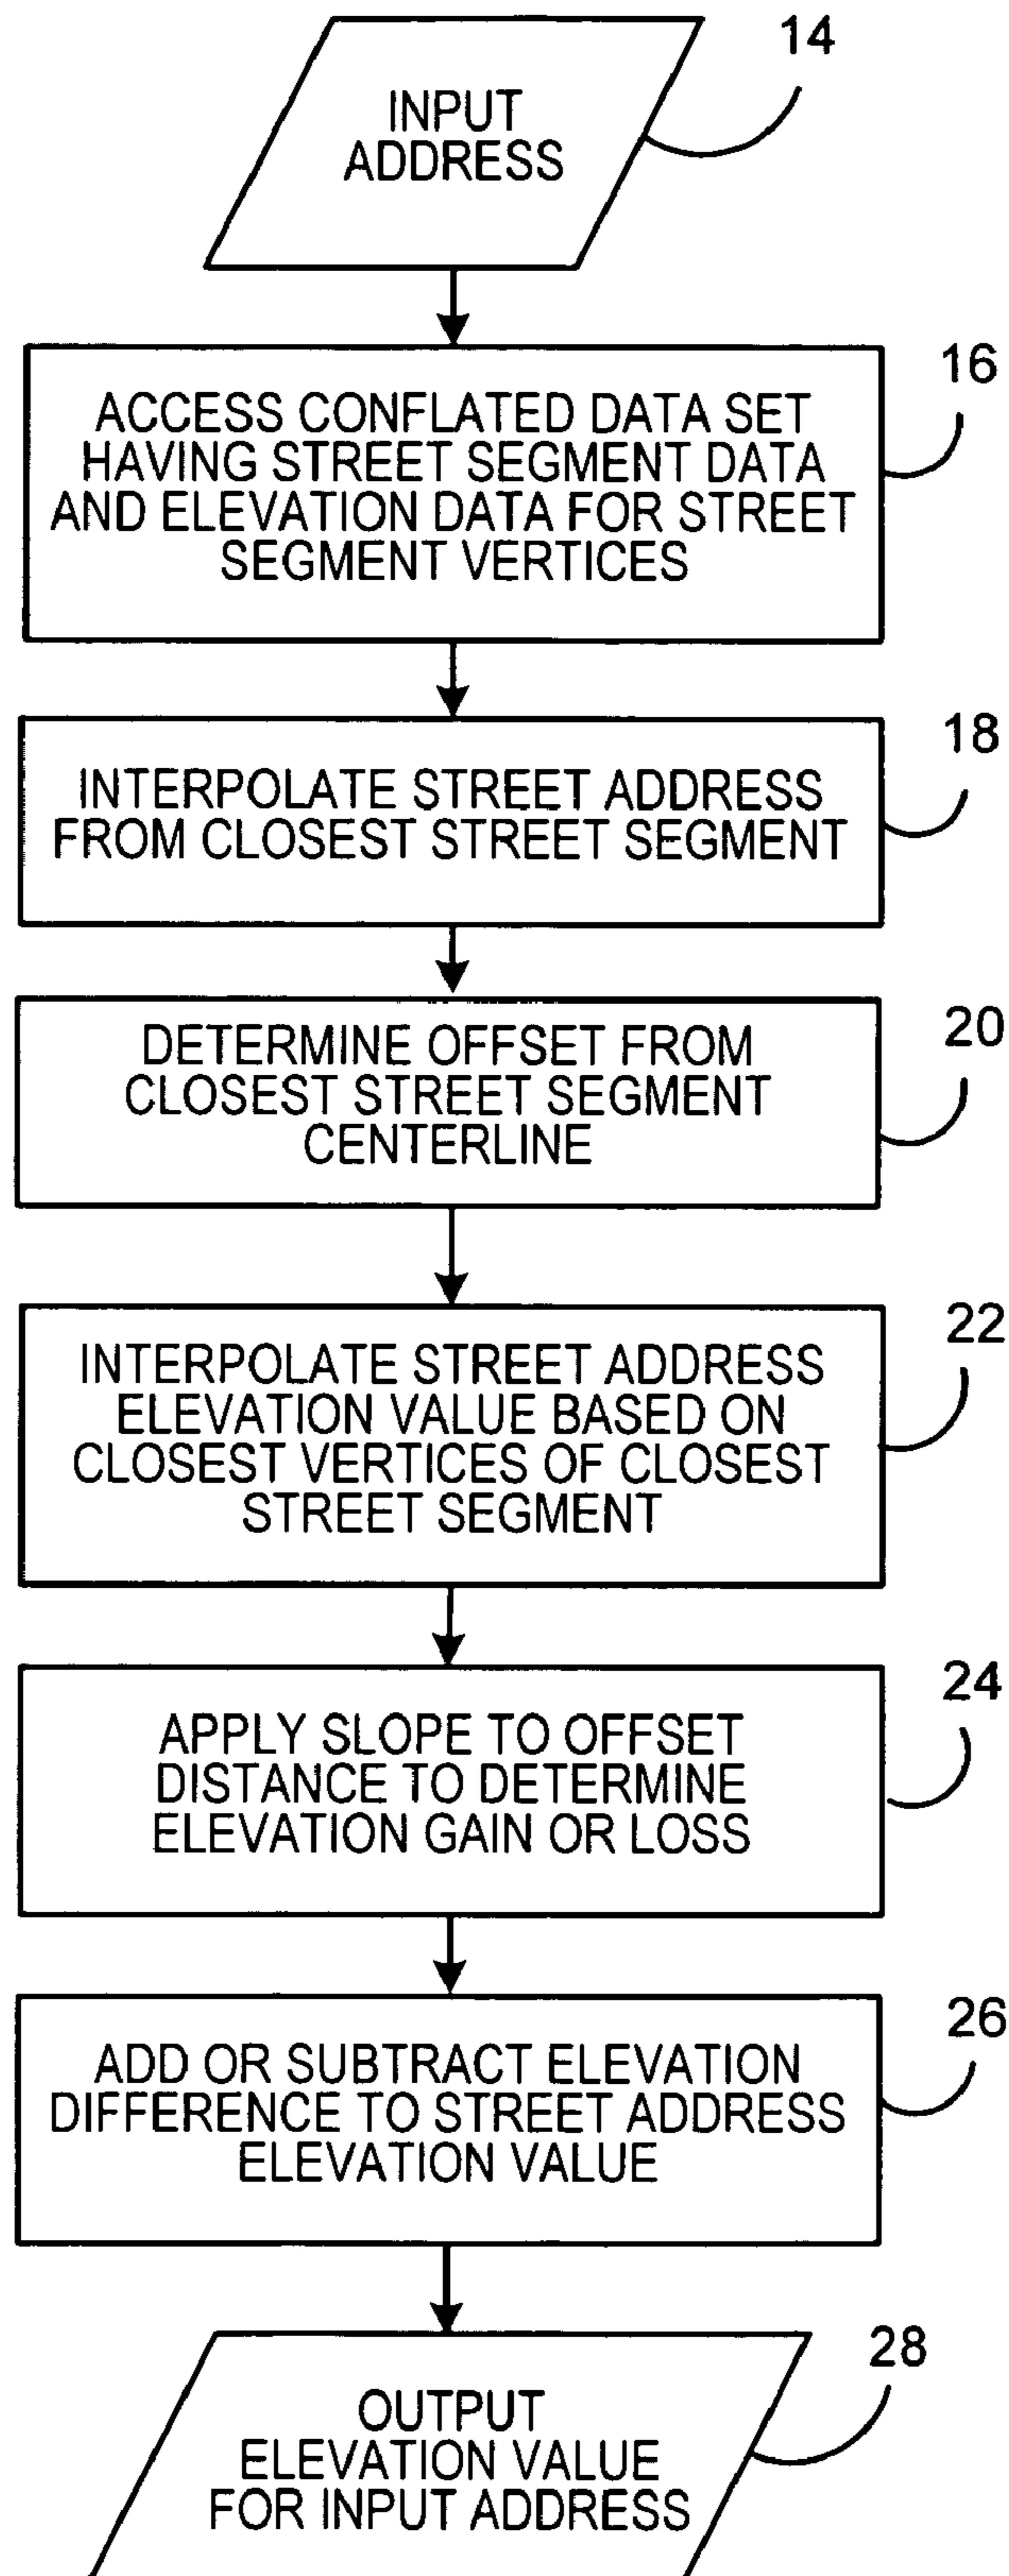 14
INPUT
ADDRESS
16
ACCESS CONFLATED DATA SET
HAVING STREET SEGMENT DATA
AND ELEVATION DATA FOR STREET
SEGMENT VERTICES
18
INTERPOLATE STREET ADDRESS
FROM CLOSEST STREET SEGMENT
20
DETERMINE OFFSET FROM
CLOSEST STREET SEGMENT
CENTERLINE
22
INTERPOLATE STREET ADDRESS
ELEVATION VALUE BASED ON
CLOSEST VERTICES OF CLOSEST
STREET SEGMENT
24
APPLY SLOPE TO OFFSET
DISTANCE TO DETERMINE
ELEVATION GAIN OR LOSS
26
ADD OR SUBTRACT ELEVATION
DIFFERENCE TO STREET ADDRESS
ELEVATION VALUE
28
OUTPUT
ELEVATION VALUE
FOR INPUT ADDRESS